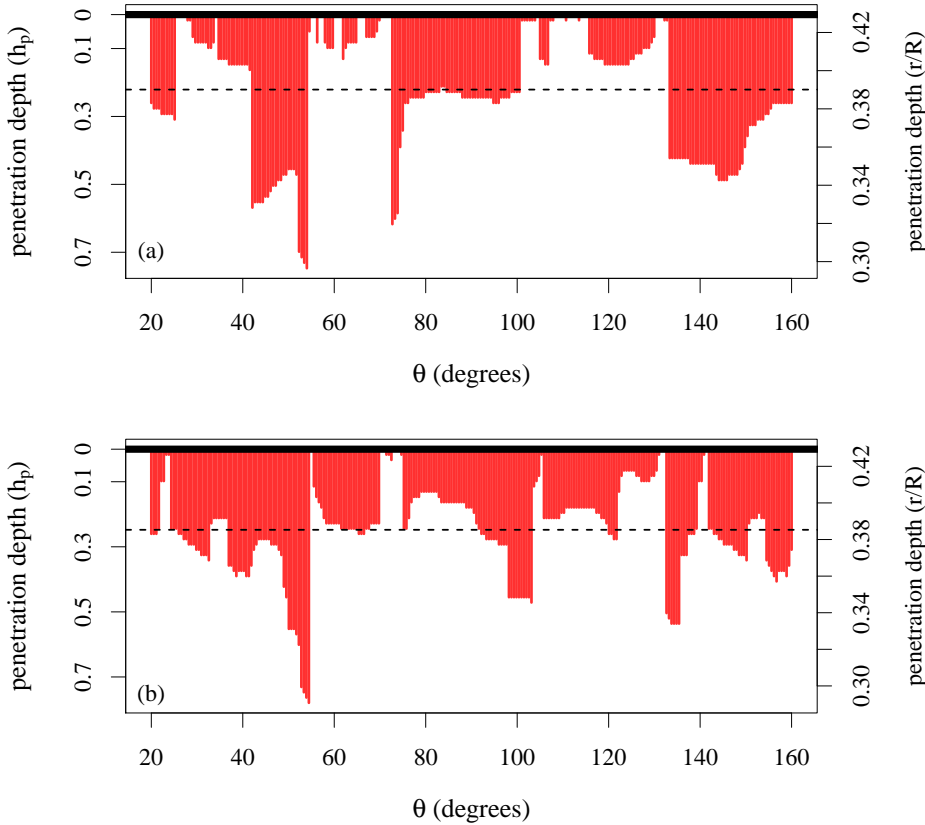 0
0.1
0.3
0.5
0.7
penetration depth (hp)
0.42
0.38
0.34
0.30
penetration depth (r/R)
(a)
20 40 60 80 100 120 140 160
θ (degrees)
0
0.1
0.3
0.5
0.7
penetration depth (hp)
0.42
0.38
0.34
0.30
penetration depth (r/R)
(b)
20 40 60 80 100 120 140 160
θ (degrees)